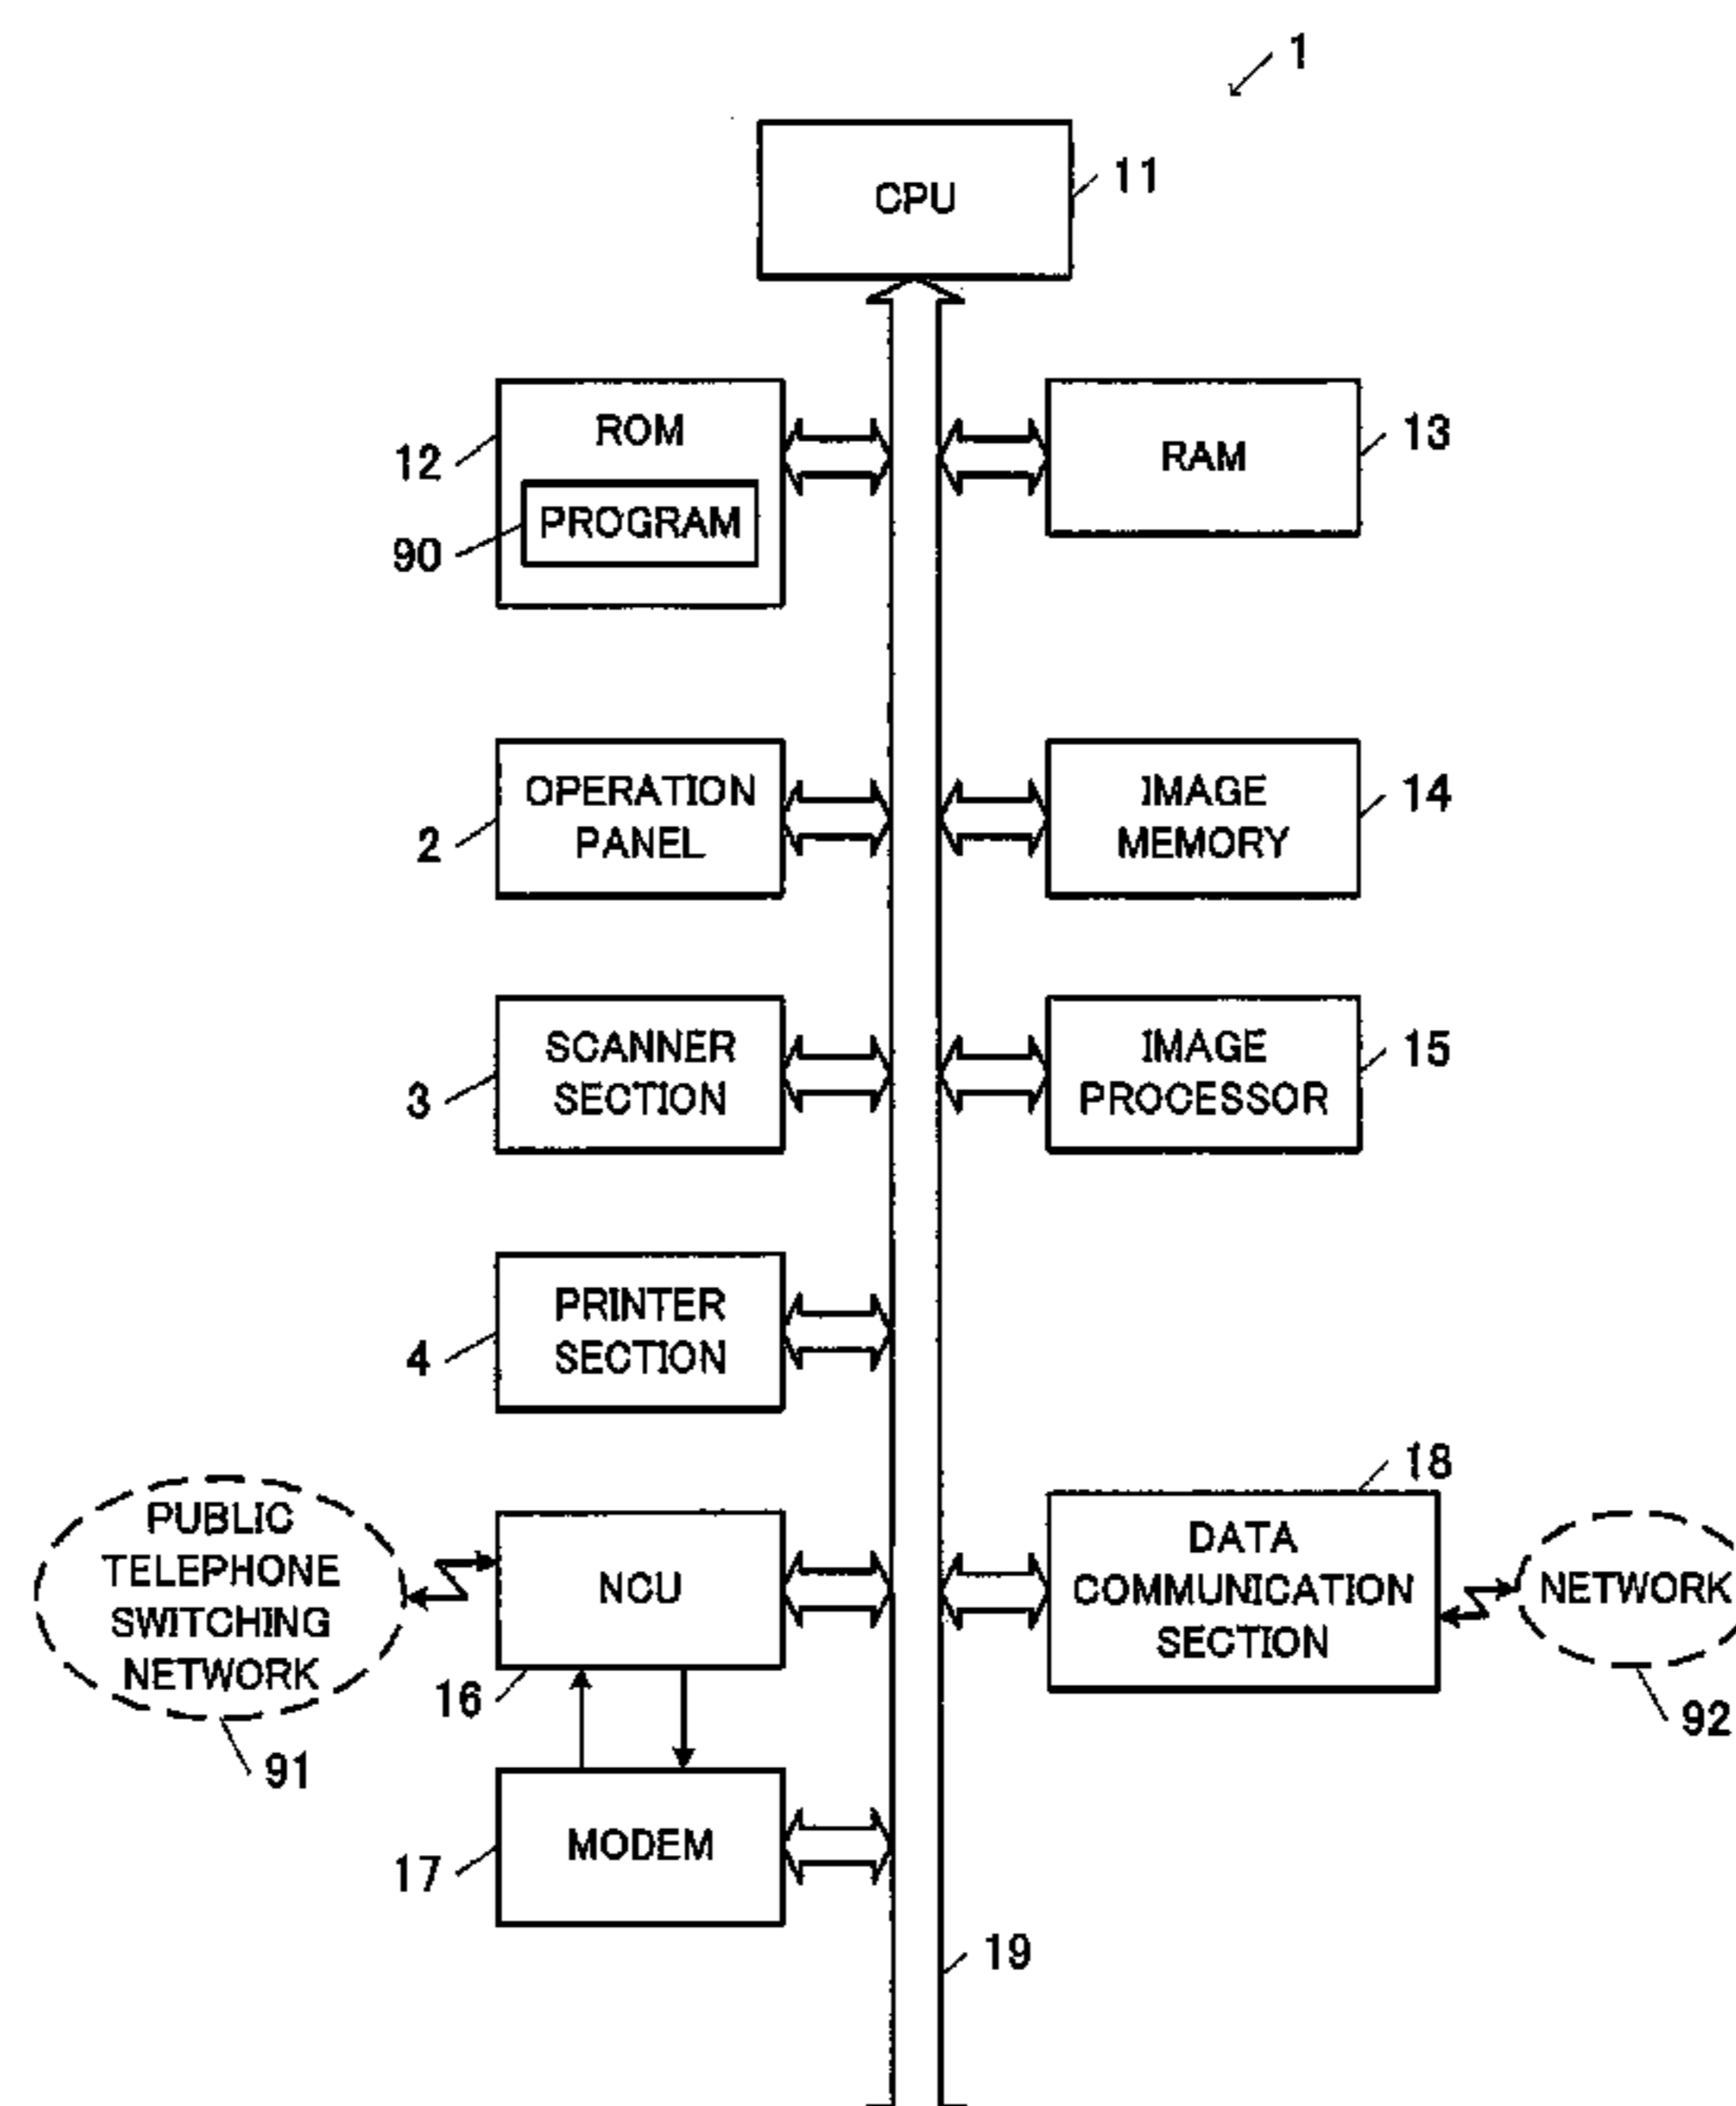 1
CPU
11
ROM
12
PROGRAM
90
RAM
13
OPERATION
PANEL
2
IMAGE
MEMORY
14
SCANNER
SECTION
3
IMAGE
PROCESSOR
15
PRINTER
SECTION
4
PUBLIC
TELEPHONE
SWITCHING
NETWORK
91
NCU
16
18
DATA
COMMUNICATION
SECTION
NETWORK
92
MODEM
17
19